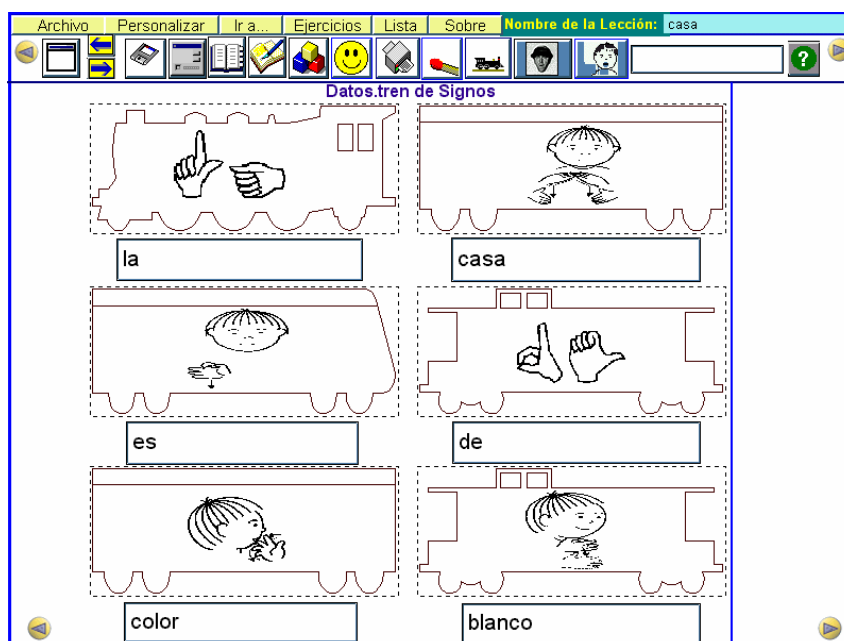 Archivo Personalizar Ir a... Ejercicios Lista Sobre Nombre de la Lección: casa
?
Datos.tren de Signos
la casa
es de
color blanco